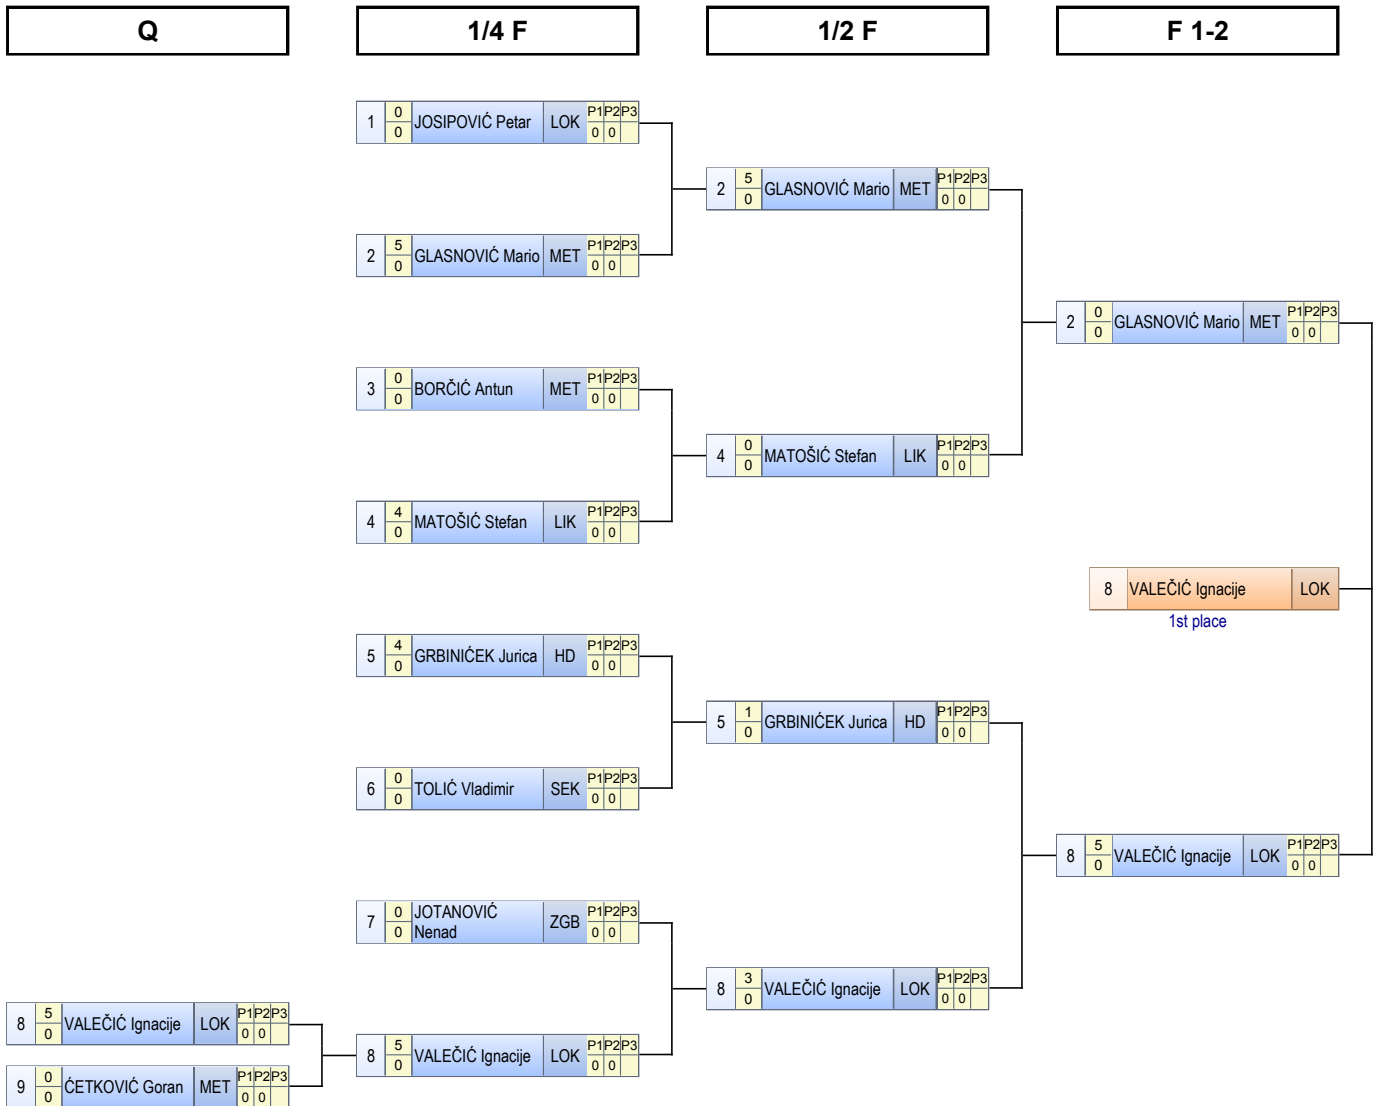 Q 1/4 F 1/2 F F 1-2
1 0 JOSIPOVIĆ Petar LOK P1 P2 P3
0 0 0
2 5 GLASNOVIĆ Mario MET P1 P2 P3
0 0 0
2 5 GLASNOVIĆ Mario MET P1 P2 P3
0 0 0
2 0 GLASNOVIĆ Mario MET P1 P2 P3
0 0 0
3 0 BORČIĆ Antun MET P1 P2 P3
0 0 0
4 0 MATOŠIĆ Stefan LIK P1 P2 P3
0 0 0
4 4 MATOŠIĆ Stefan LIK P1 P2 P3
0 0 0
8 VALEČIĆ Ignacije LOK
1st place
5 4 GRBINIĆEK Jurica HD P1 P2 P3
0 0 0
5 1 GRBINIĆEK Jurica HD P1 P2 P3
0 0 0
6 0 TOLIĆ Vladimir SEK P1 P2 P3
0 0 0
8 5 VALEČIĆ Ignacije LOK P1 P2 P3
0 0 0
7 0 JOTANOVIĆ ZGB P1 P2 P3
0 Nenad 0 0
8 3 VALEČIĆ Ignacije LOK P1 P2 P3
0 0 0
8 5 VALEČIĆ Ignacije LOK P1 P2 P3
0 0 0
8 5 VALEČIĆ Ignacije LOK P1 P2 P3
0 0 0
9 0 ĆETKOVIĆ Goran MET P1 P2 P3
0 0 0